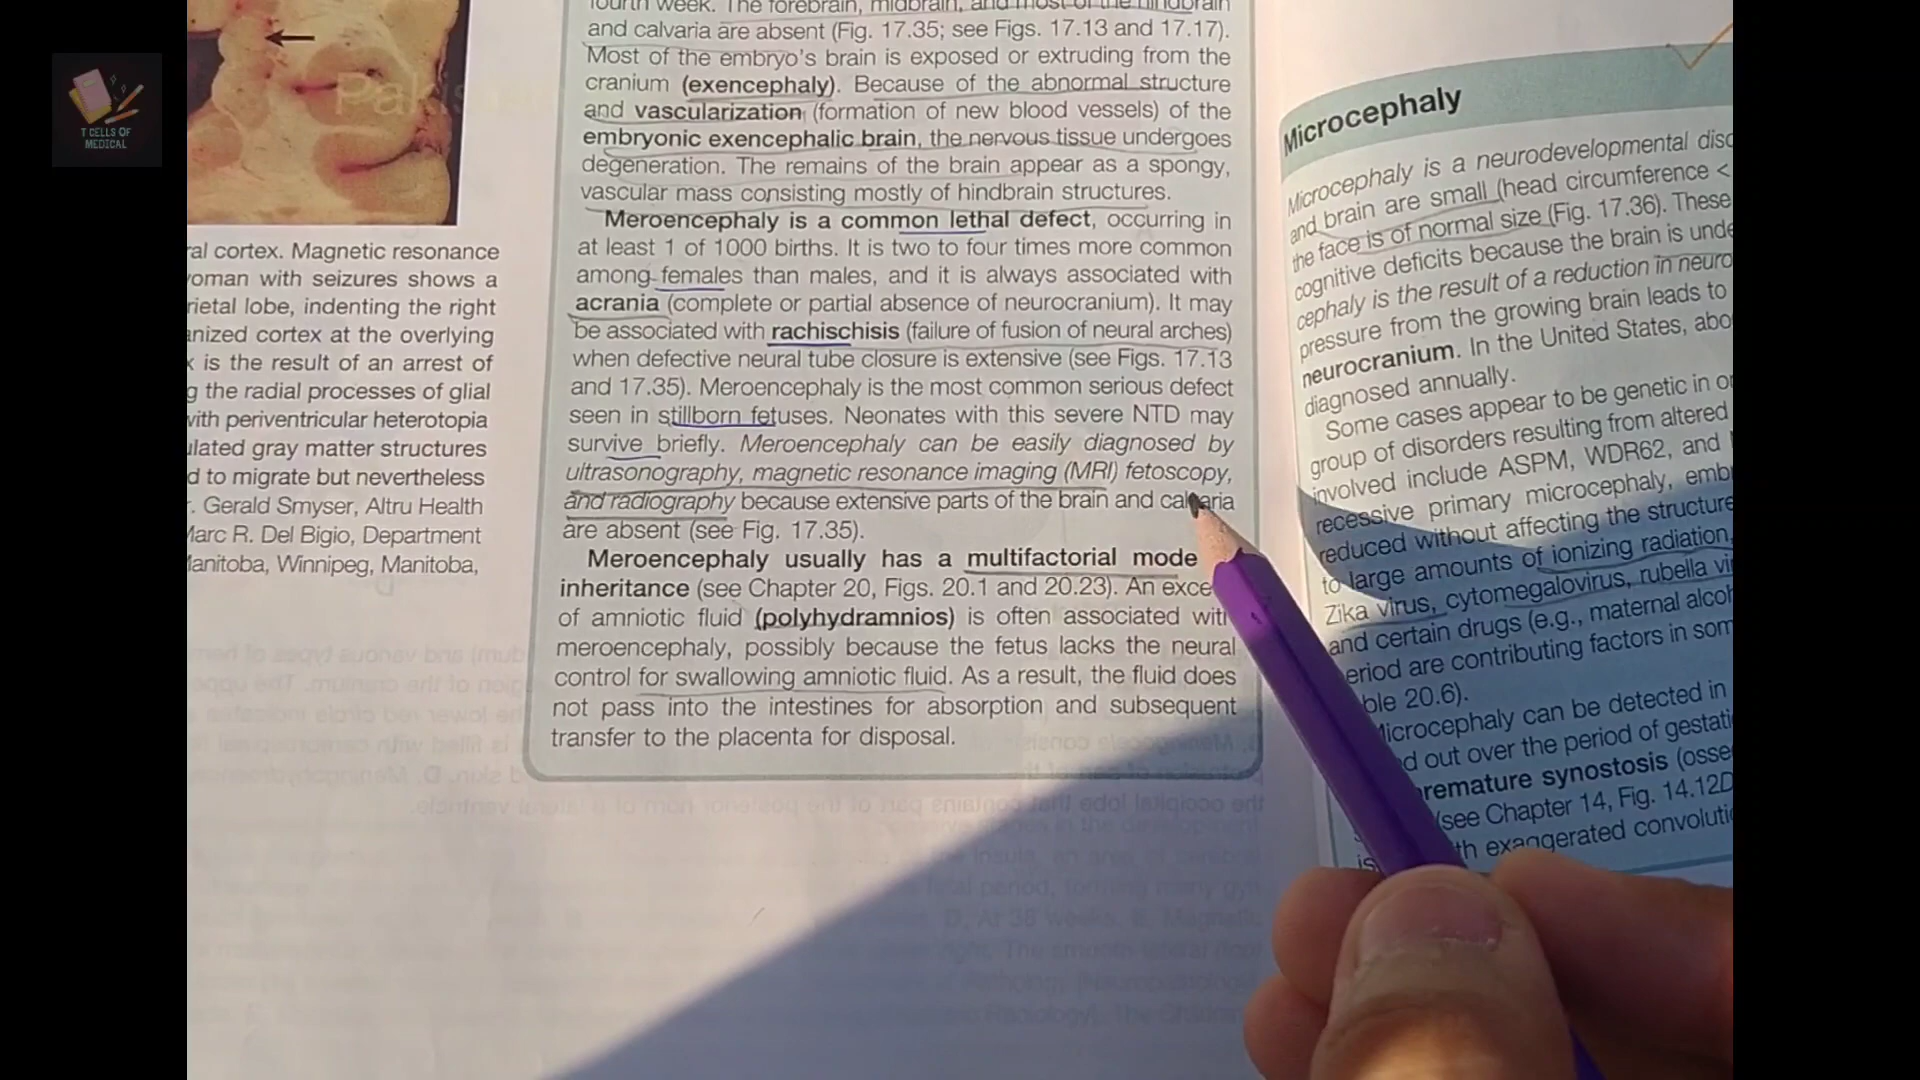 T CELLS OF
MEDICAL
ral cortex. Magnetic resonance
woman with seizures shows a
rietal lobe, indenting the right
anized cortex at the overlying
x is the result of an arrest of
g the radial processes of glial
with periventricular heterotopia
ulated gray matter structures
d to migrate but nevertheless
r. Gerald Smyser, Altru Health
Marc R. Del Bigio, Department
Manitoba, Winnipeg, Manitoba,
fourth week. The forebrain, midbrain, and most of the hindbrain
and calvaria are absent (Fig. 17.35; see Figs. 17.13 and 17.17).
Most of the embryo's brain is exposed or extruding from the
cranium (exencephaly). Because of the abnormal structure
and vascularization (formation of new blood vessels) of the
embryonic exencephalic brain, the nervous tissue undergoes
degeneration. The remains of the brain appear as a spongy,
vascular mass consisting mostly of hindbrain structures.
Meroencephaly is a common lethal defect, occurring in
at least 1 of 1000 births. It is two to four times more common
among females than males, and it is always associated with
acrania (complete or partial absence of neurocranium). It may
be associated with rachischisis (failure of fusion of neural arches)
when defective neural tube closure is extensive (see Figs. 17.13
and 17.35). Meroencephaly is the most common serious defect
seen in stillborn fetuses. Neonates with this severe NTD may
survive briefly. Meroencephaly can be easily diagnosed by
ultrasonography, magnetic resonance imaging (MRI) fetoscopy,
and radiography because extensive parts of the brain and calvaria
are absent (see Fig. 17.35).
Meroencephaly usually has a multifactorial mode
inheritance (see Chapter 20, Figs. 20.1 and 20.23). An exce
of amniotic fluid (polyhydramnios) is often associated with
meroencephaly, possibly because the fetus lacks the neural
control for swallowing amniotic fluid. As a result, the fluid does
not pass into the intestines for absorption and subsequent
transfer to the placenta for disposal.
Microcephaly
Microcephaly is a neurodevelopmental diso
and brain are small (head circumference <
the face is of normal size (Fig. 17.36). These
cognitive deficits because the brain is unde
cephaly is the result of a reduction in neuro
pressure from the growing brain leads to
neurocranium. In the United States, abo
diagnosed annually.
Some cases appear to be genetic in or
group of disorders resulting from altered
involved include ASPM, WDR62, and
recessive primary microcephaly, emb
reduced without affecting the structure
to large amounts of ionizing radiation,
Zika virus, cytomegalovirus, rubella vi
and certain drugs (e.g., maternal alcoh
eriod are contributing factors in som
ble 20.6).
Microcephaly can be detected in
d out over the period of gestati
remature synostosis (osse
(see Chapter 14, Fig. 14.12D
th exaggerated convoluti